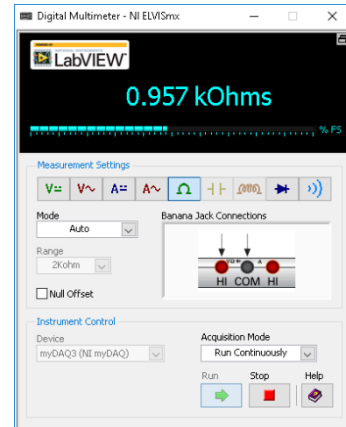 Digital Multimeter - NI ELVISmx
LabVIEW
0.957 kOhms
% FS
Measurement Settings
V= V~ A= A~ Ω
Mode
Banana Jack Connections
Auto
Range
2Kohm
HI COM HI
Null Offset
Instrument Control
Device
Acquisition Mode
myDAQ3 (NI myDAQ)
Run Continuously
Run Stop Help